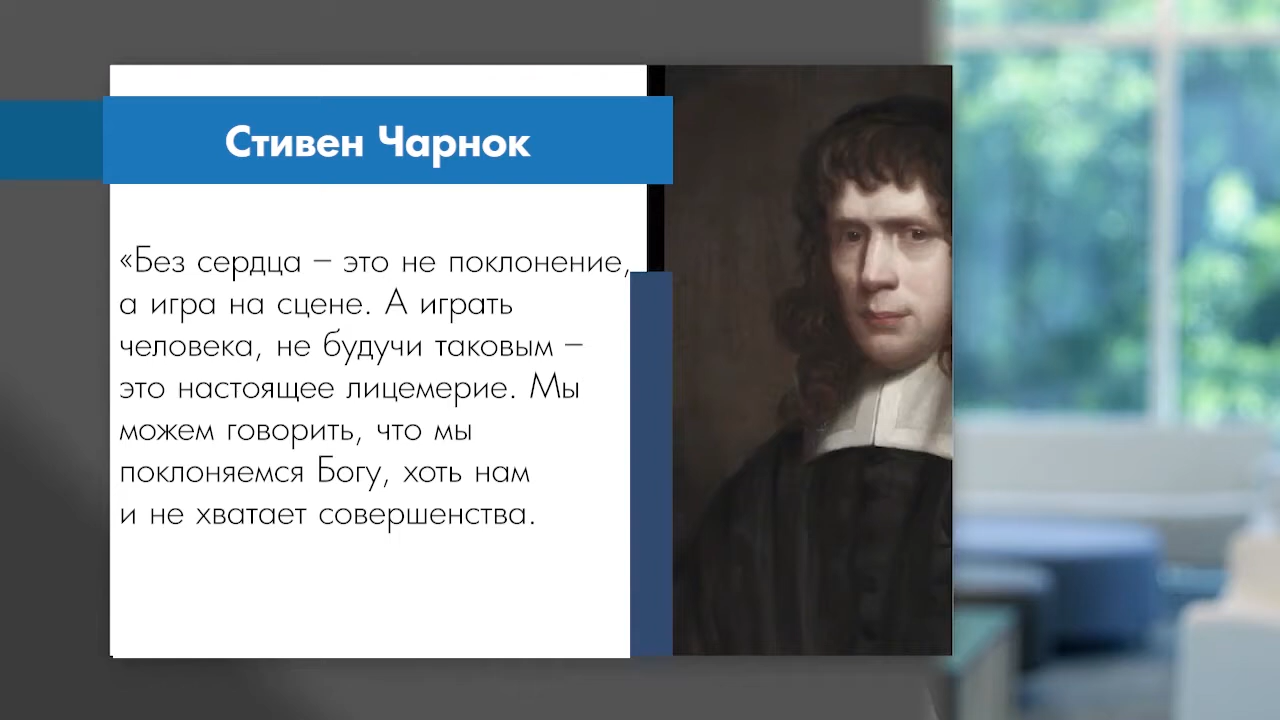 Стивен Чарнок
«Без сердца – это не поклонение,
а игра на сцене. А играть
человека, не будучи таковым –
это настоящее лицемерие. Мы
можем говорить, что мы
поклоняемся Богу, хоть нам
и не хватает совершенства.